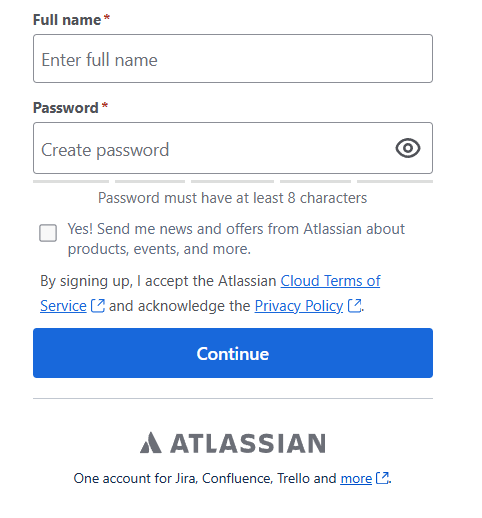 Full name*
Enter full name
Password*
Create password
Password must have at least 8 characters
Yes! Send me news and offers from Atlassian about
products, events, and more.
By signing up, I accept the Atlassian Cloud Terms of
Service and acknowledge the Privacy Policy.
Continue
ATLASSIAN
One account for Jira, Confluence, Trello and more.